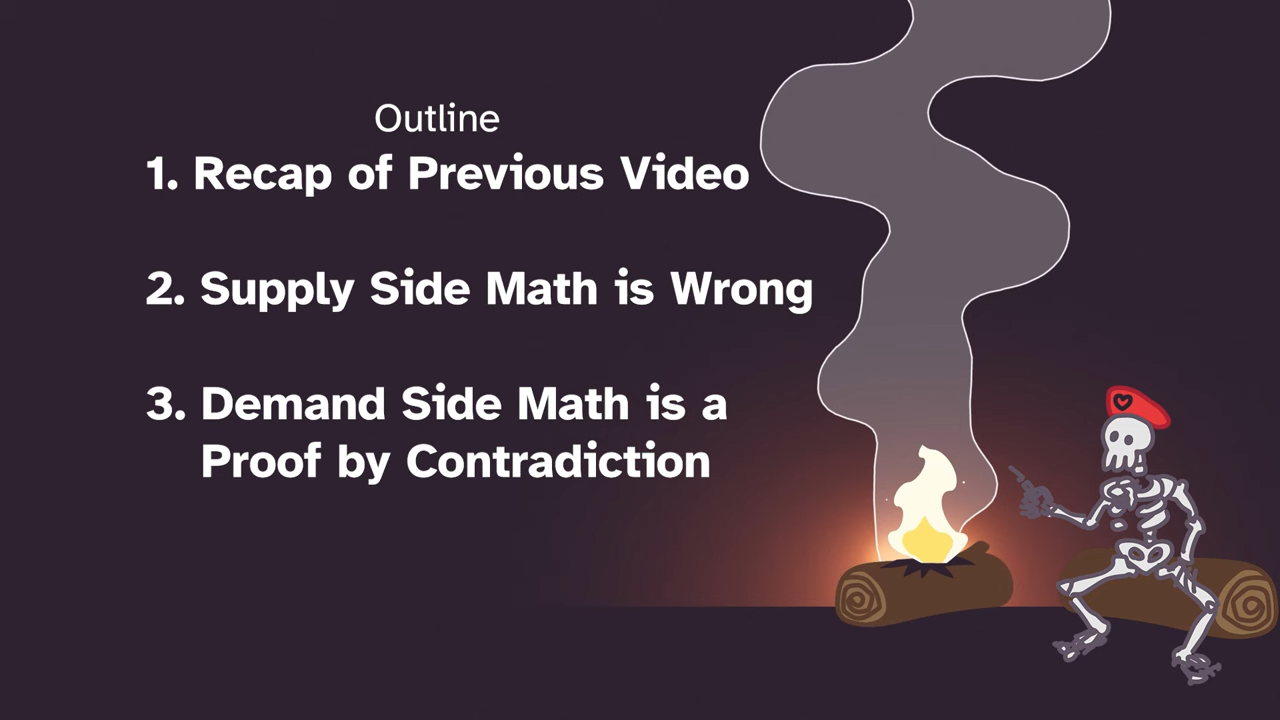 Outline
1. Recap of Previous Video
2. Supply Side Math is Wrong
3. Demand Side Math is a
Proof by Contradiction